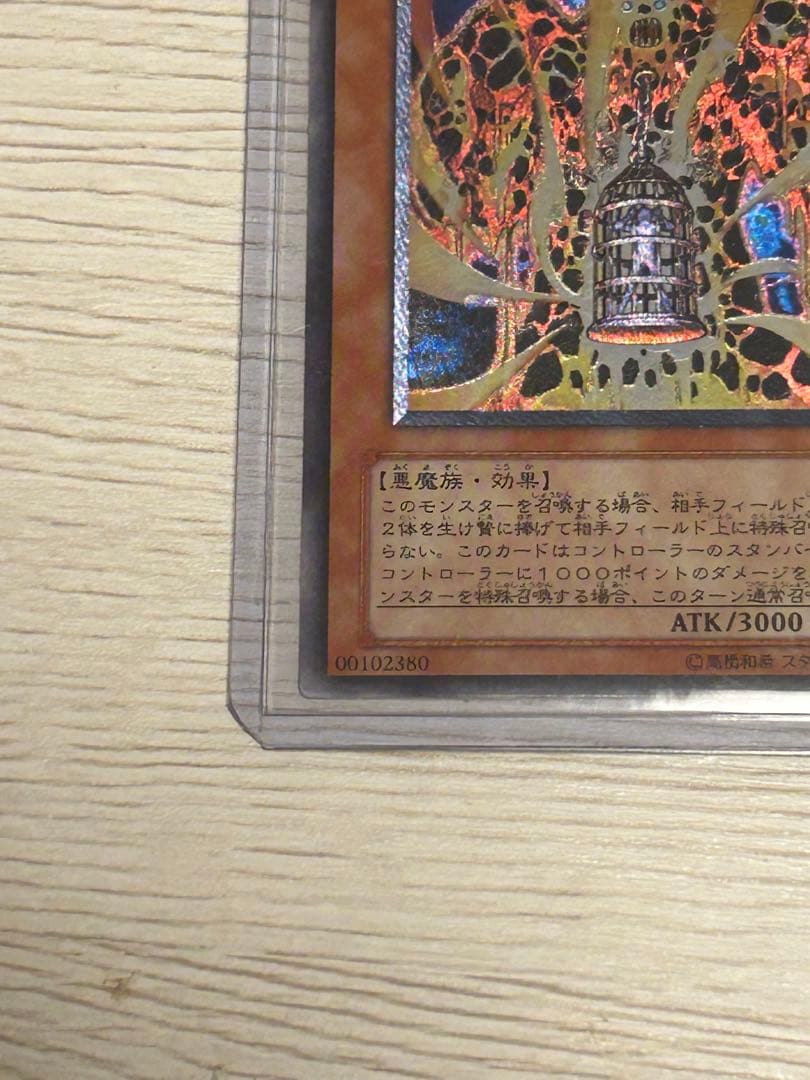 【悪魔族・効果】
このモンスターを召喚する場合、相手フィールド
2体を生け贄に捧げて相手フィールド上に特殊召
らない。このカードはコントローラーのスタンバ
コントローラーに1000ポイントのダメージを
ンスターを特殊召喚する場合、このターン通常召
ATK/3000
00102380 ©高橋和希 スタ